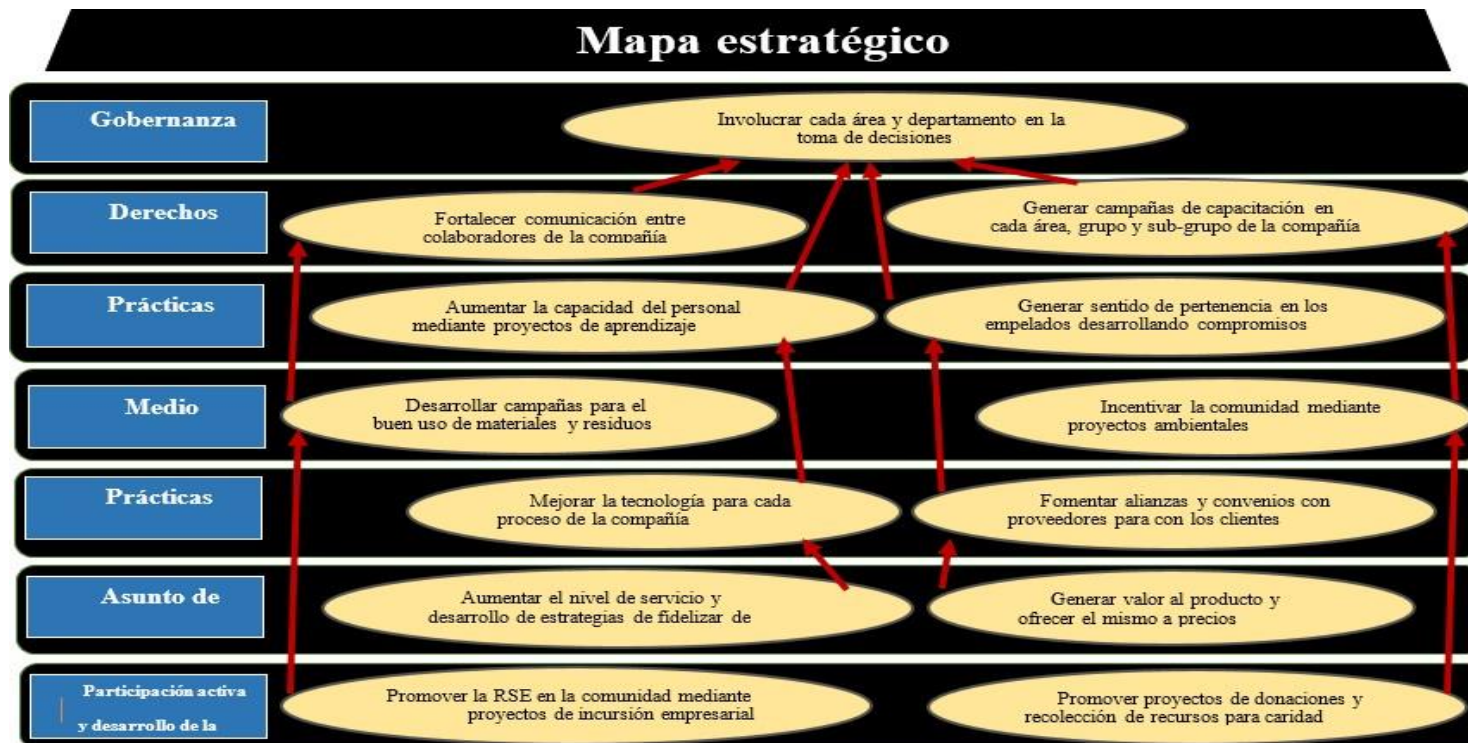 Mapa estratégico
Gobernanza
Involucrar cada área y departamento en la
toma de decisiones
Derechos
Fortalecer comunicación entre
colaboradores de la compañía
Generar campañas de capacitación en
cada área, grupo y sub-grupo de la compañía
Prácticas
Aumentar la capacidad del personal
mediante proyectos de aprendizaje
Generar sentido de pertenencia en los
empelados desarrollando compromisos
Medio
Desarrollar campañas para el
buen uso de materiales y residuos
Incentivar la comunidad mediante
proyectos ambientales
Prácticas
Mejorar la tecnología para cada
proceso de la compañía
Fomentar alianzas y convenios con
proveedores para con los clientes
Asunto de
Aumentar el nivel de servicio y
desarrollo de estrategias de fidelizar de
Generar valor al producto y
ofrecer el mismo a precios
Participación activa
y desarrollo de la
Promover la RSE en la comunidad mediante
proyectos de incursión empresarial
Promover proyectos de donaciones y
recolección de recursos para caridad